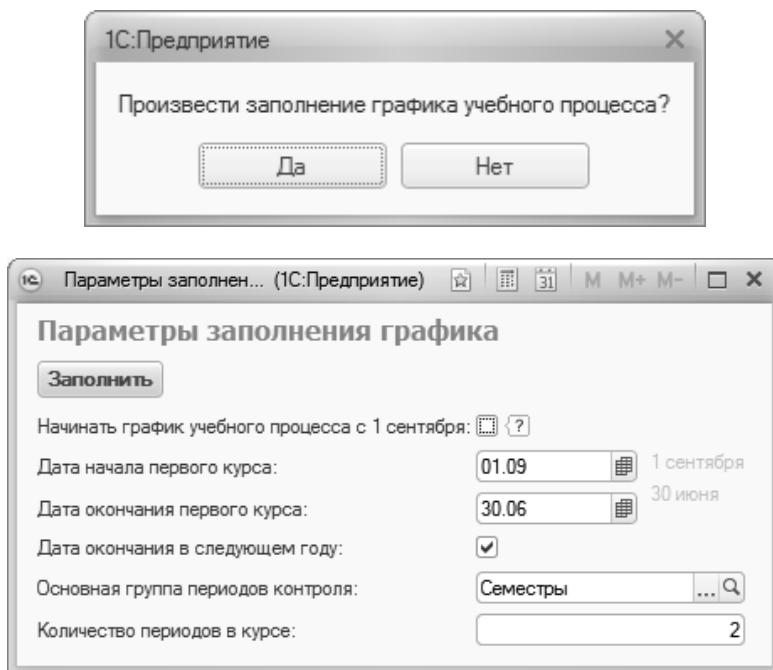 1С:Предприятие
Произвести заполнение графика учебного процесса?
Да Нет
1С Параметры заполнен... (1С:Предприятие) 31 M M+ M-
Параметры заполнения графика
Заполнить
Начинать график учебного процесса с 1 сентября: ?
Дата начала первого курса: 01.09 1 сентября
Дата окончания первого курса: 30.06 30 июня
Дата окончания в следующем году:
Основная группа периодов контроля: Семестры ...
Количество периодов в курсе: 2